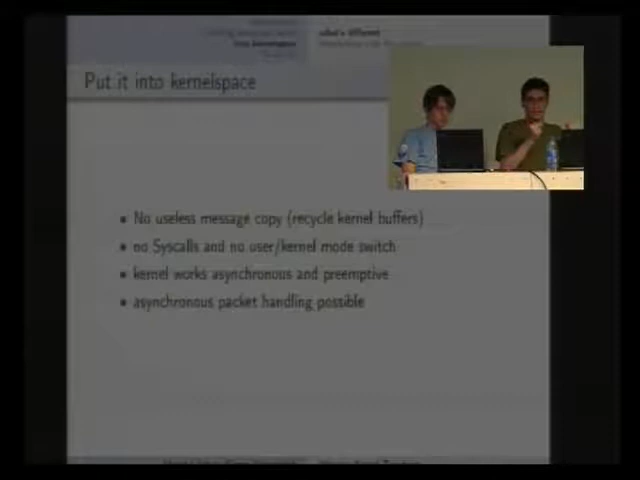 what's different
Put it into kernelspace
No useless message copy (recycle kernel buffers)
no Syscalls and no user/kernel mode switch
kernel works asynchronous and preemptive
asynchronous packet handling possible